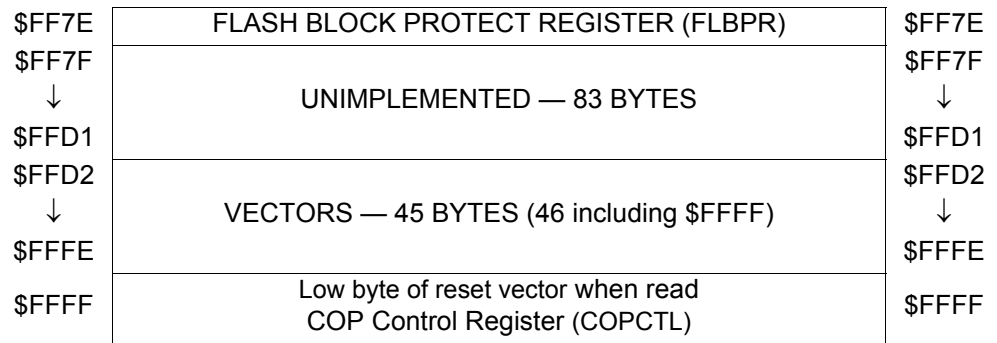 $FF7E FLASH BLOCK PROTECT REGISTER (FLBPR) $FF7E
$FF7F $FF7F
↓ UNIMPLEMENTED — 83 BYTES ↓
$FFD1 $FFD1
$FFD2 $FFD2
↓ VECTORS — 45 BYTES (46 including $FFFF) ↓
$FFFE $FFFE
$FFFF Low byte of reset vector when read $FFFF
COP Control Register (COPCTL)